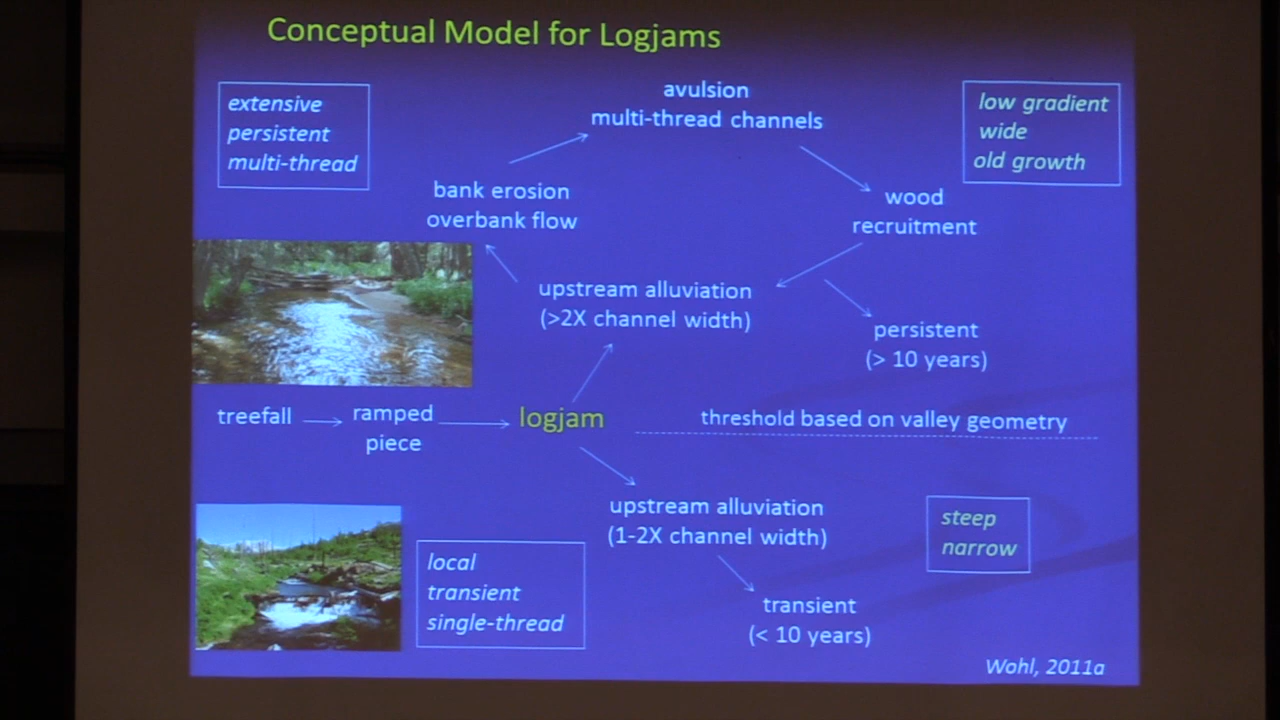 Conceptual Model for Logjams
extensive
persistent
multi-thread
avulsion
multi-thread channels
low gradient
wide
old growth
bank erosion
overbank flow
wood
recruitment
upstream alluviation
(>2X channel width)
persistent
(> 10 years)
treefall
ramped
piece
logjam
threshold based on valley geometry
upstream alluviation
(1-2X channel width)
steep
narrow
local
transient
single-thread
transient
(< 10 years)
Wohl, 2011a